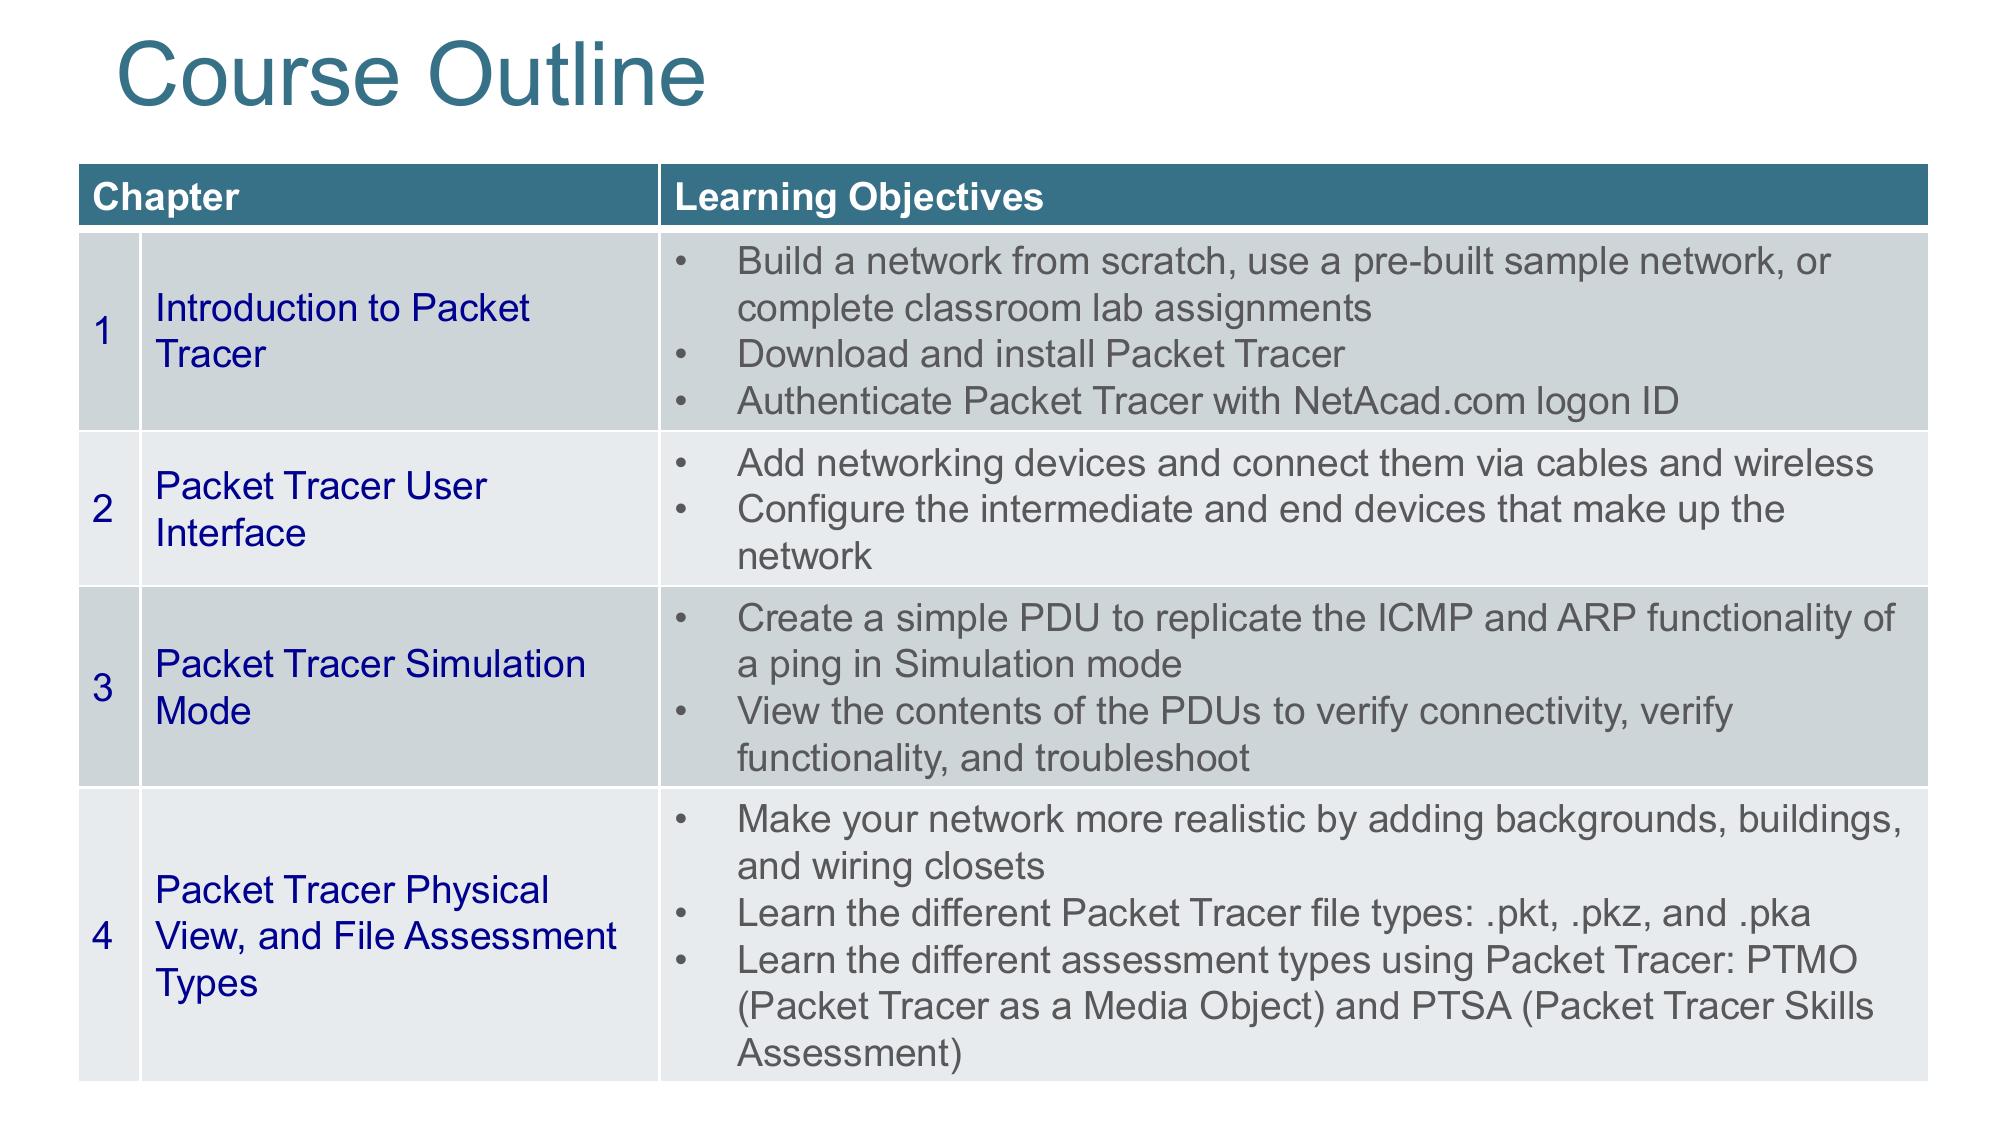 Course Outline
Chapter
Learning Objectives
1
Introduction to Packet
Tracer
• Build a network from scratch, use a pre-built sample network, or
complete classroom lab assignments
• Download and install Packet Tracer
• Authenticate Packet Tracer with NetAcad.com logon ID
2
Packet Tracer User
Interface
• Add networking devices and connect them via cables and wireless
• Configure the intermediate and end devices that make up the
network
3
Packet Tracer Simulation
Mode
• Create a simple PDU to replicate the ICMP and ARP functionality of
a ping in Simulation mode
• View the contents of the PDUs to verify connectivity, verify
functionality, and troubleshoot
4
Packet Tracer Physical
View, and File Assessment
Types
• Make your network more realistic by adding backgrounds, buildings,
and wiring closets
• Learn the different Packet Tracer file types: .pkt, .pkz, and .pka
• Learn the different assessment types using Packet Tracer: PTMO
(Packet Tracer as a Media Object) and PTSA (Packet Tracer Skills
Assessment)